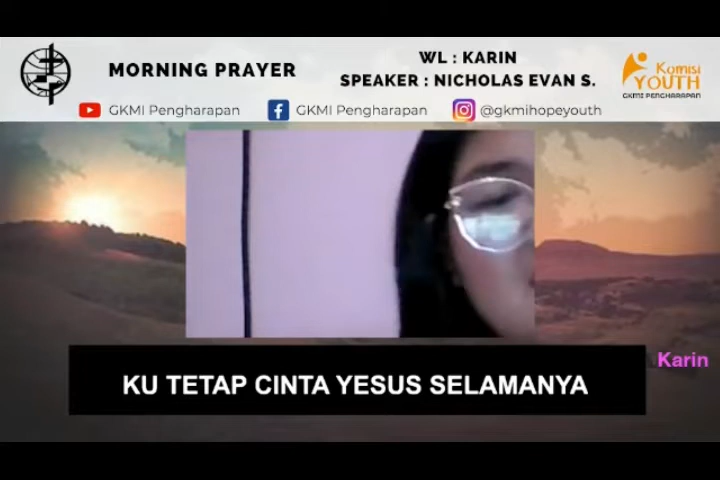 MORNING PRAYER
WL : KARIN
SPEAKER : NICHOLAS EVAN S.
Komisi
YOUTH
GKMI PENGHARAPAN
GKMI Pengharapan
GKMI Pengharapan
@gkmihopeyouth
Karin
KU TETAP CINTA YESUS SELAMANYA